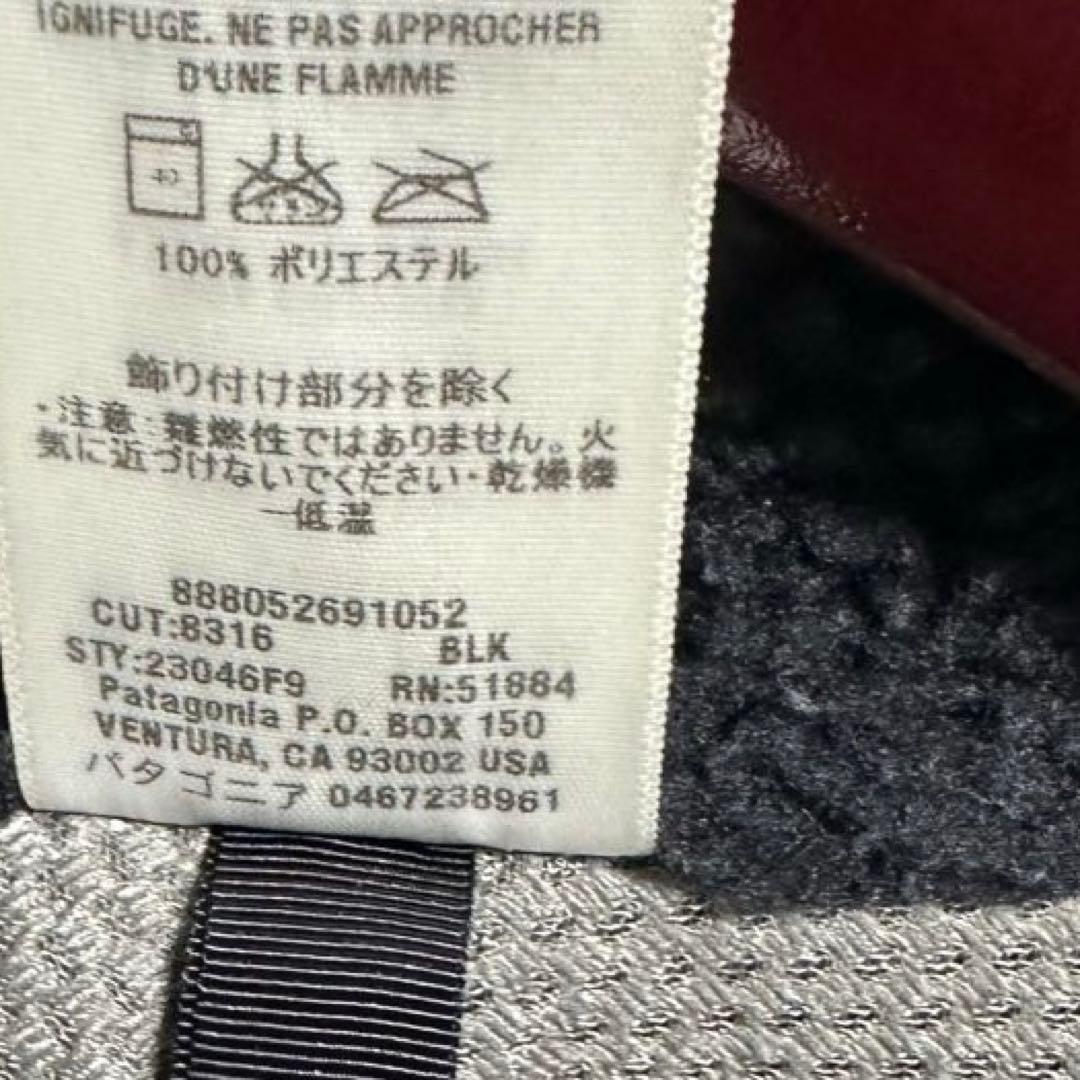 IGNIFUGE. NE PAS APPROCHER
D'UNE FLAMME
40
100% ポリエステル
飾り付け部分を除く
・注意：難燃性ではありません。火
気に近づけないでください・乾燥機
ー低温
888052691052
CUT:8316 BLK
STY:23046F9 RN:51884
Patagonia P.O. BOX 150
VENTURA, CA 93002 USA
パタゴニア 0467238961